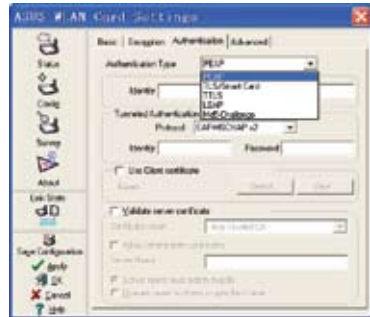 ASUS WLAN Card Settings
Basic Encryption Authentication Advanced
Status
Config
Survey
About
Link State
Apply
OK
Cancel
Help
Authentication Type PEAP
PEAP
TLS/Smart Card
TTLS
LEAP
Md5-Challenge
Identity
Tunneled Authentication
Protocol EAP-MSCHAP v2
Identity Password
Use Client certificate
Validate server certificate
Server Name